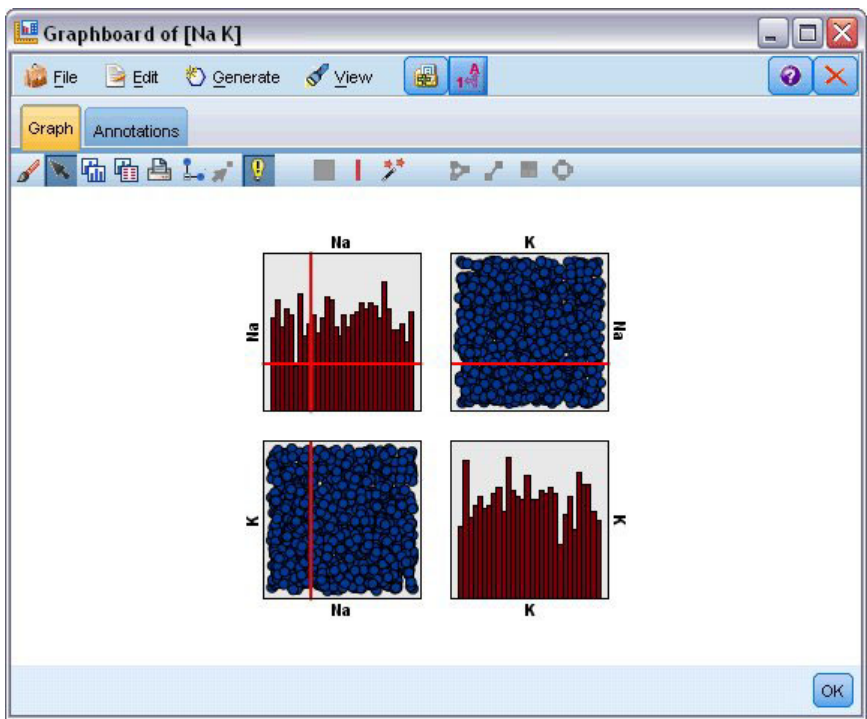 Graphboard of [Na K]
File Edit Generate View
Graph Annotations
Na K
Na Na
K K
Na K
OK